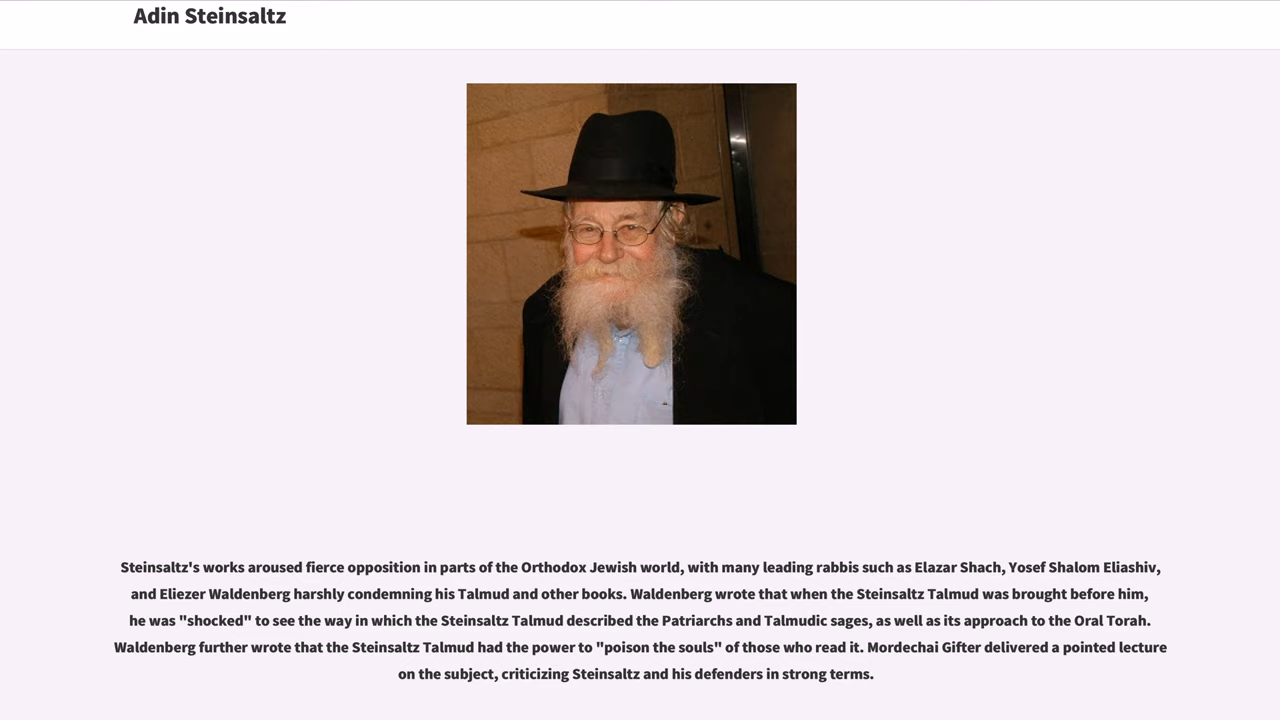 Adin Steinsaltz
Steinsaltz's works aroused fierce opposition in parts of the Orthodox Jewish world, with many leading rabbis such as Elazar Shach, Yosef Shalom Eliashiv,
and Eliezer Waldenberg harshly condemning his Talmud and other books. Waldenberg wrote that when the Steinsaltz Talmud was brought before him,
he was "shocked" to see the way in which the Steinsaltz Talmud described the Patriarchs and Talmudic sages, as well as its approach to the Oral Torah.
Waldenberg further wrote that the Steinsaltz Talmud had the power to "poison the souls" of those who read it. Mordechai Gifter delivered a pointed lecture
on the subject, criticizing Steinsaltz and his defenders in strong terms.